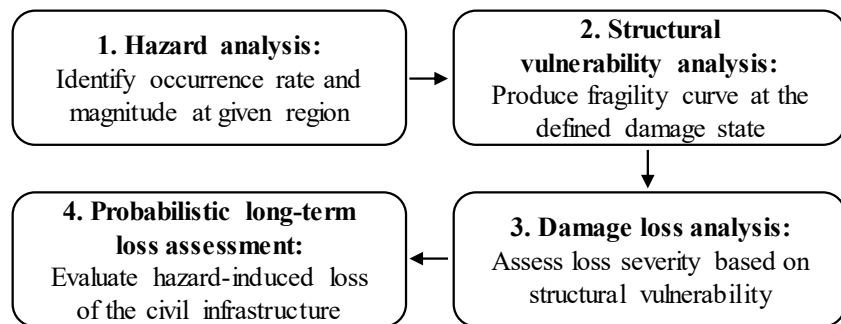 1. Hazard analysis:
Identify occurrence rate and
magnitude at given region
2. Structural
vulnerability analysis:
Produce fragility curve at the
defined damage state
3. Damage loss analysis:
Assess loss severity based on
structural vulnerability
4. Probabilistic long-term
loss assessment:
Evaluate hazard-induced loss
of the civil infrastructure